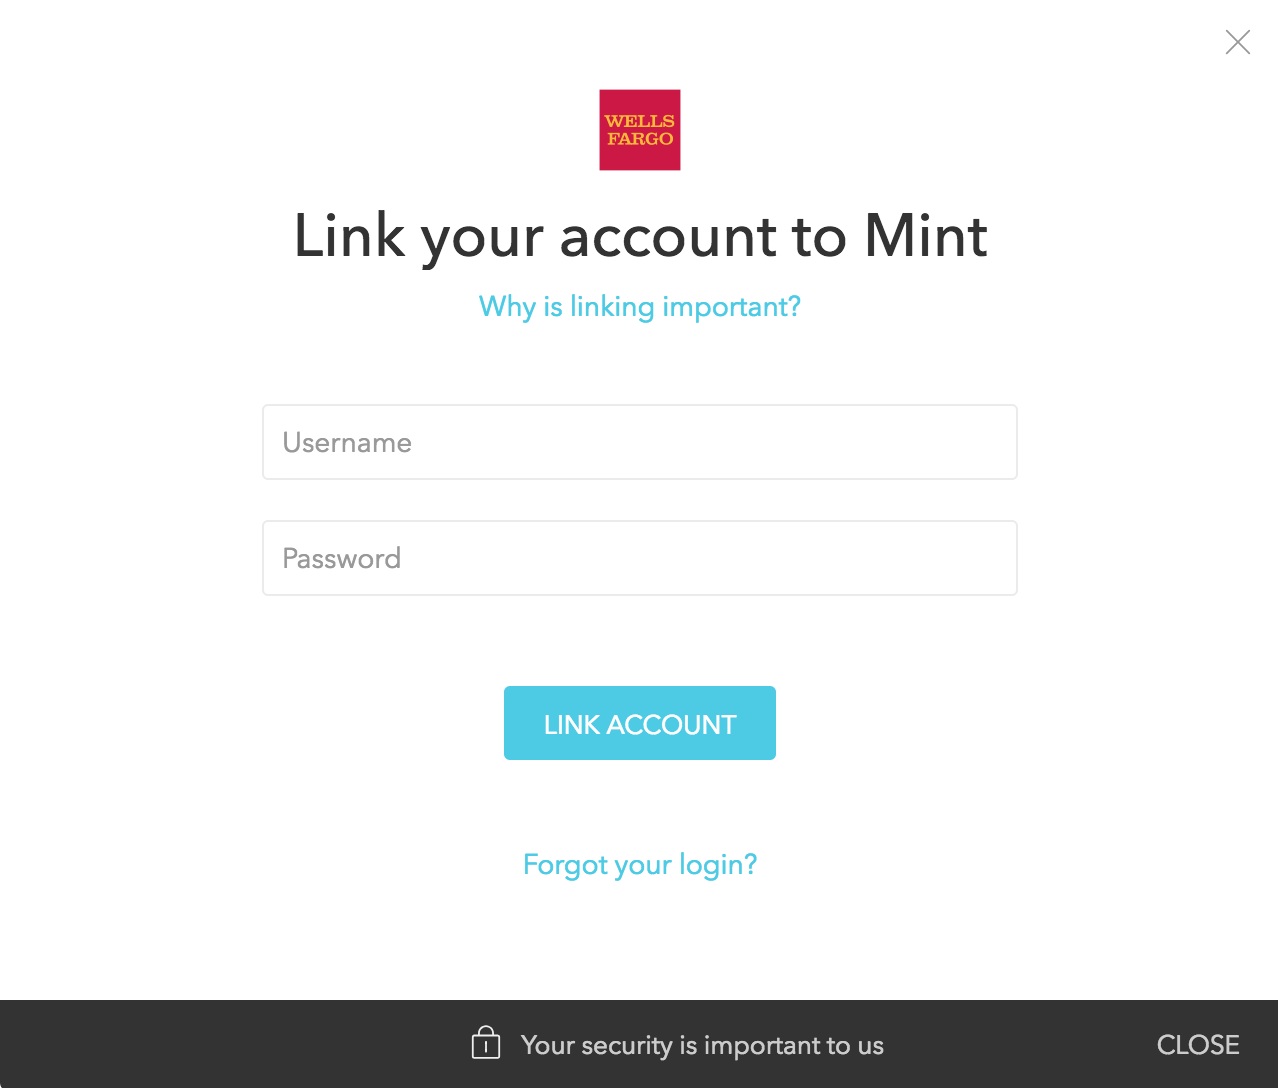 WELLS
FARGO
Link your account to Mint
Why is linking important?
Username
Password
LINK ACCOUNT
Forgot your login?
Your security is important to us
CLOSE